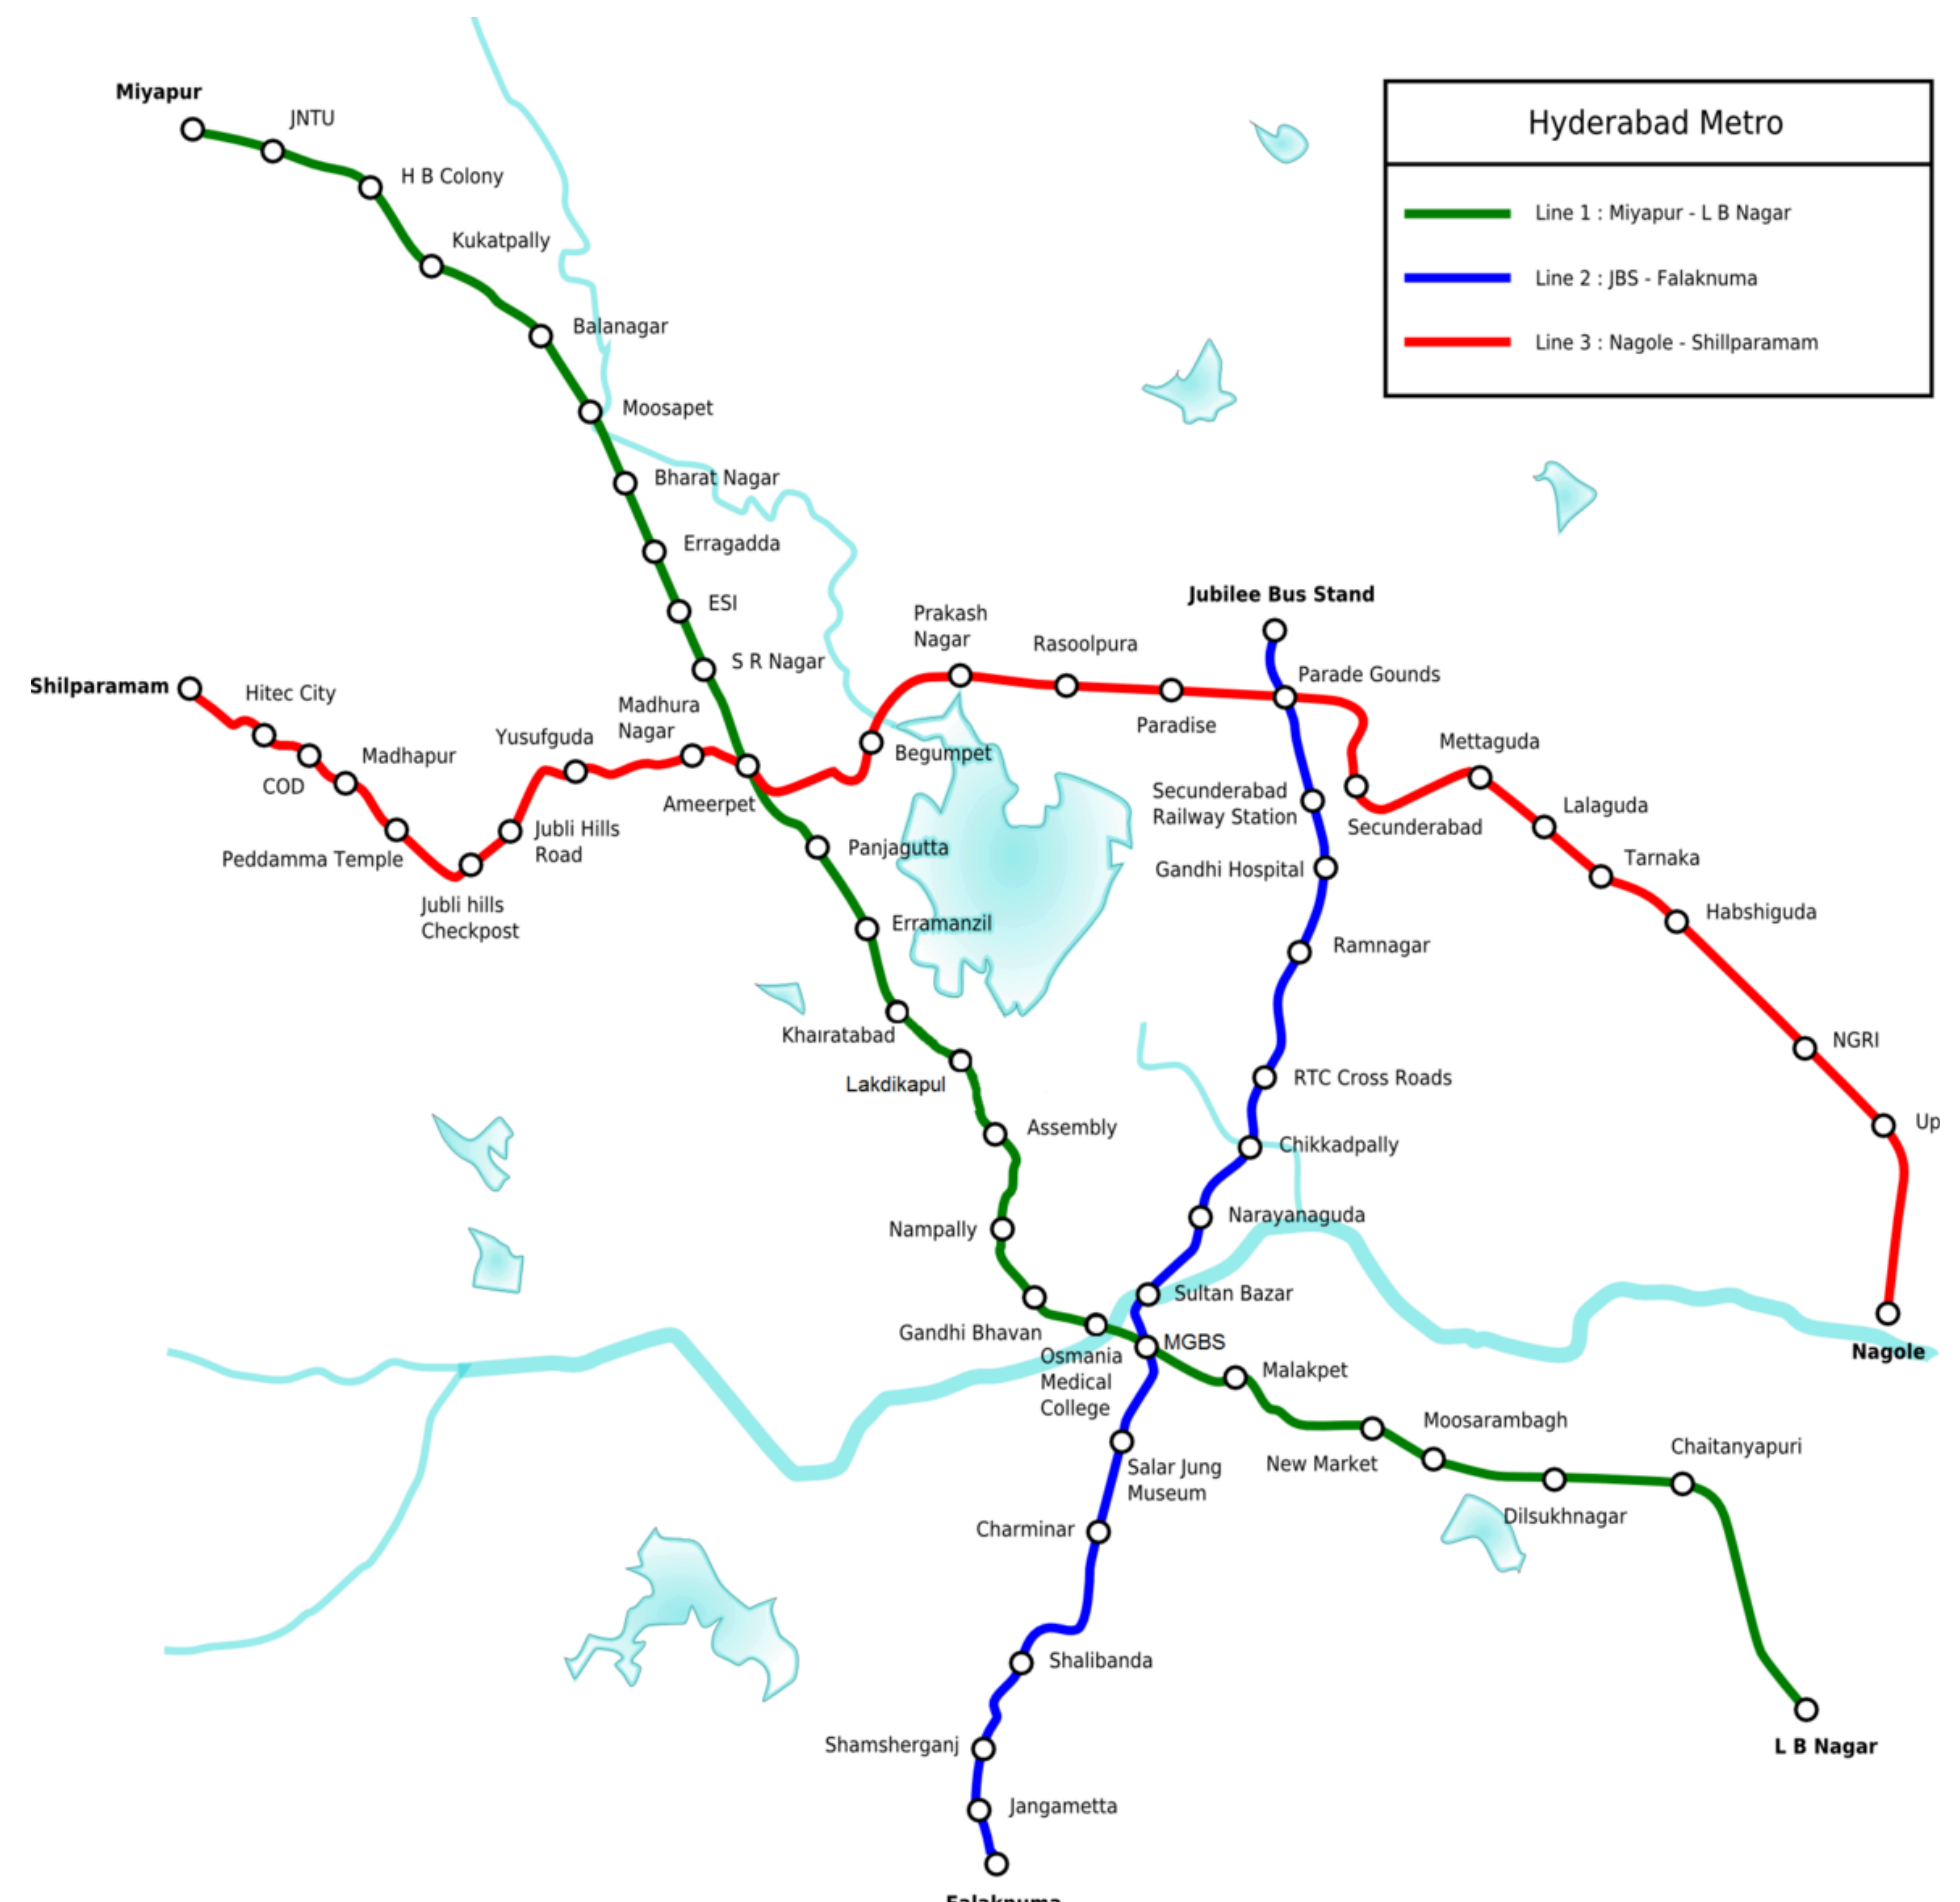 Miyapur
JNTU
H B Colony
Kukatpally
Balanagar
Moosapet
Bharat Nagar
Erragadda
ESI
S R Nagar
Hyderabad Metro
Line 1 : Miyapur - L B Nagar
Line 2 : JBS - Falaknuma
Line 3 : Nagole - Shillparamam
Shilparamam
Hitec City
COD
Madhapur
Peddamma Temple
Jubli hills
Checkpost
Jubli Hills
Road
Yusufguda
Madhura
Nagar
Ameerpet
Begumpet
Prakash
Nagar
Rasoolpura
Paradise
Jubilee Bus Stand
Parade Gounds
Secunderabad
Railway Station
Secunderabad
Mettaguda
Lalaguda
Tarnaka
Habshiguda
NGRI
Up
Nagole
Gandhi Hospital
Ramnagar
RTC Cross Roads
Chikkadpally
Narayanaguda
Sultan Bazar
MGBS
Panjagutta
Erramanzil
Khairatabad
Lakdikapul
Assembly
Nampally
Gandhi Bhavan
Osmania
Medical
College
Malakpet
New Market
Moosarambagh
Dilsukhnagar
Chaitanyapuri
L B Nagar
Salar Jung
Museum
Charminar
Shalibanda
Shamsherganj
Jangametta
Falaknuma